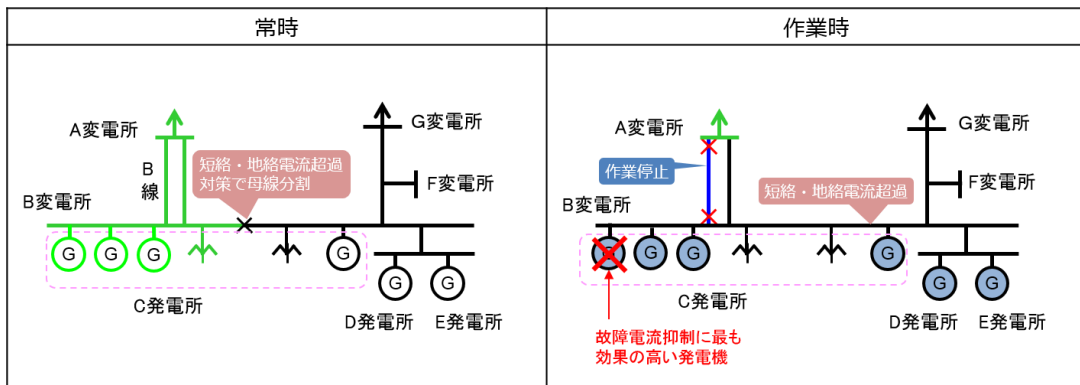 常時
作業時
A変電所
B
線
短絡・地絡電流超過
対策で母線分割
G変電所
F変電所
B変電所
G
G
G
G
C発電所
G
G
D発電所
E発電所
A変電所
作業停止
短絡・地絡電流超過
G変電所
F変電所
B変電所
G
G
G
G
C発電所
G
G
D発電所
E発電所
故障電流抑制に最も
効果の高い発電機